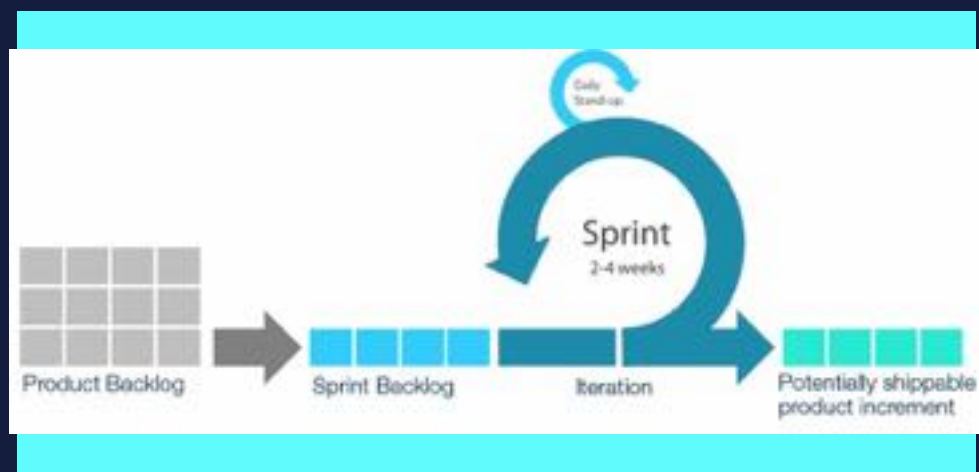 Daily
Stand-up
Sprint
2-4 weeks
Product Backlog
Sprint Backlog
Iteration
Potentially shippable
product increment